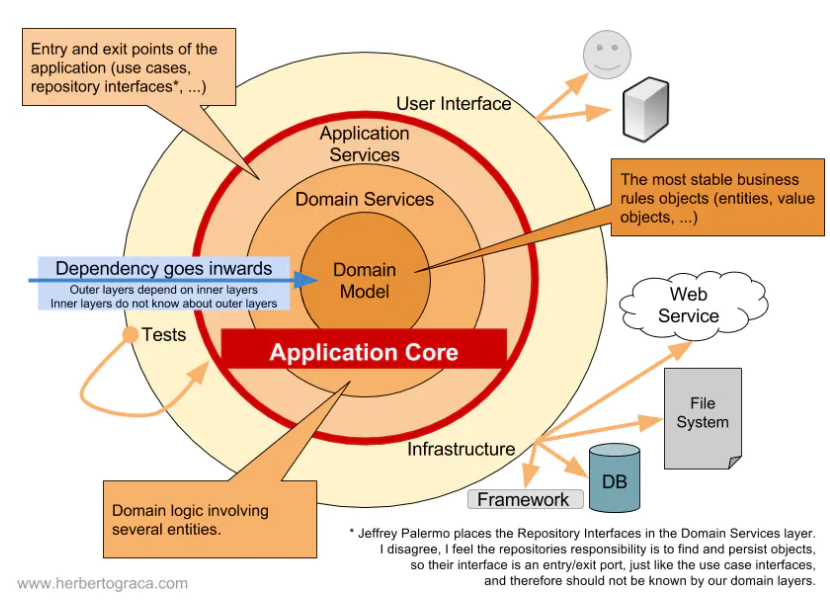 Entry and exit points of the
application (use cases,
repository interfaces*, ...)
User Interface
Application
Services
The most stable business
rules objects (entities, value
objects, ...)
Domain Services
Dependency goes inwards
Outer layers depend on inner layers
Inner layers do not know about outer layers
Domain
Model
Web
Service
Tests
Application Core
File
System
Infrastructure
DB
Framework
Domain logic involving
several entities.
* Jeffrey Palermo places the Repository Interfaces in the Domain Services layer.
I disagree, I feel the repositories responsibility is to find and persist objects,
so their interface is an entry/exit port, just like the use case interfaces,
and therefore should not be known by our domain layers.
www.herbertograca.com